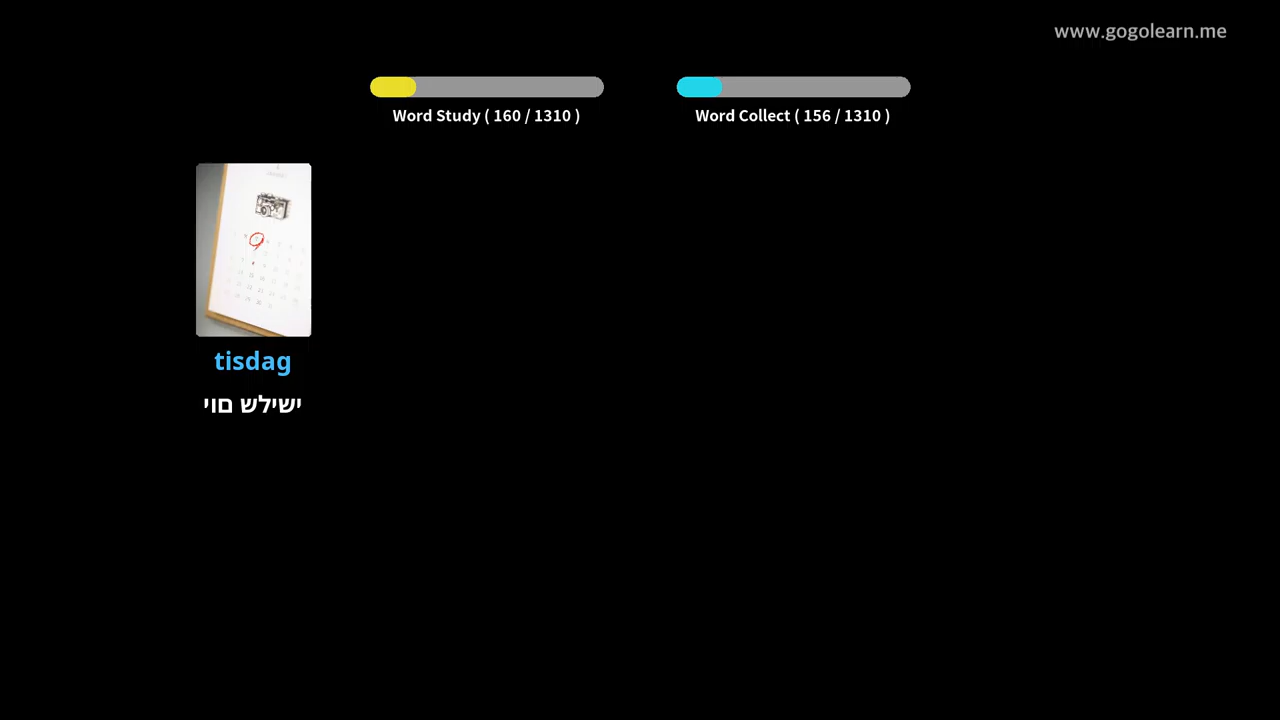 www.gogolearn.me
Word Study ( 160 / 1310 )
Word Collect ( 156 / 1310 )
tisdag
יום שלישי